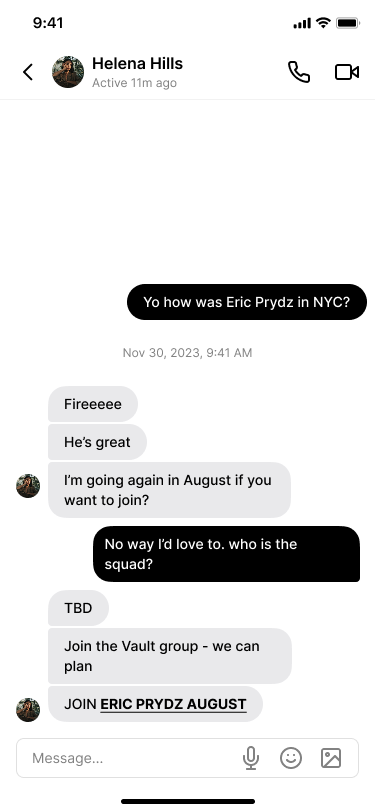 9:41
Helena Hills
Active 11m ago
Yo how was Eric Prydz in NYC?
Nov 30, 2023, 9:41 AM
Fireeeee
He’s great
I’m going again in August if you
want to join?
No way I’d love to. who is the
squad?
TBD
Join the Vault group - we can
plan
JOIN ERIC PRYDZ AUGUST
Message...